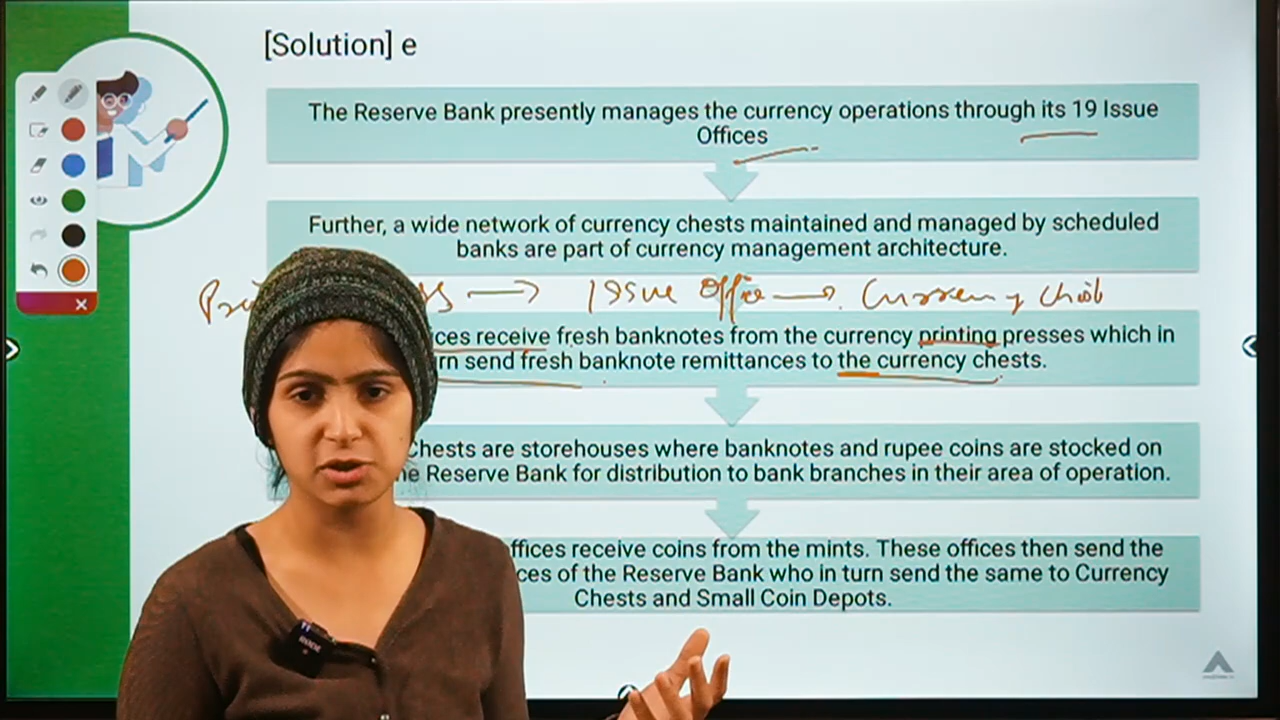 [Solution] e
The Reserve Bank presently manages the currency operations through its 19 Issue
Offices
Further, a wide network of currency chests maintained and managed by scheduled
banks are part of currency management architecture.
Issue Office → Currency
receive fresh banknotes from the currency printing presses which in
send fresh banknote remittances to the currency chests.
Chests are storehouses where banknotes and rupee coins are stocked on
Reserve Bank for distribution to bank branches in their area of operation.
receive coins from the mints. These offices then send the
of the Reserve Bank who in turn send the same to Currency
Chests and Small Coin Depots.